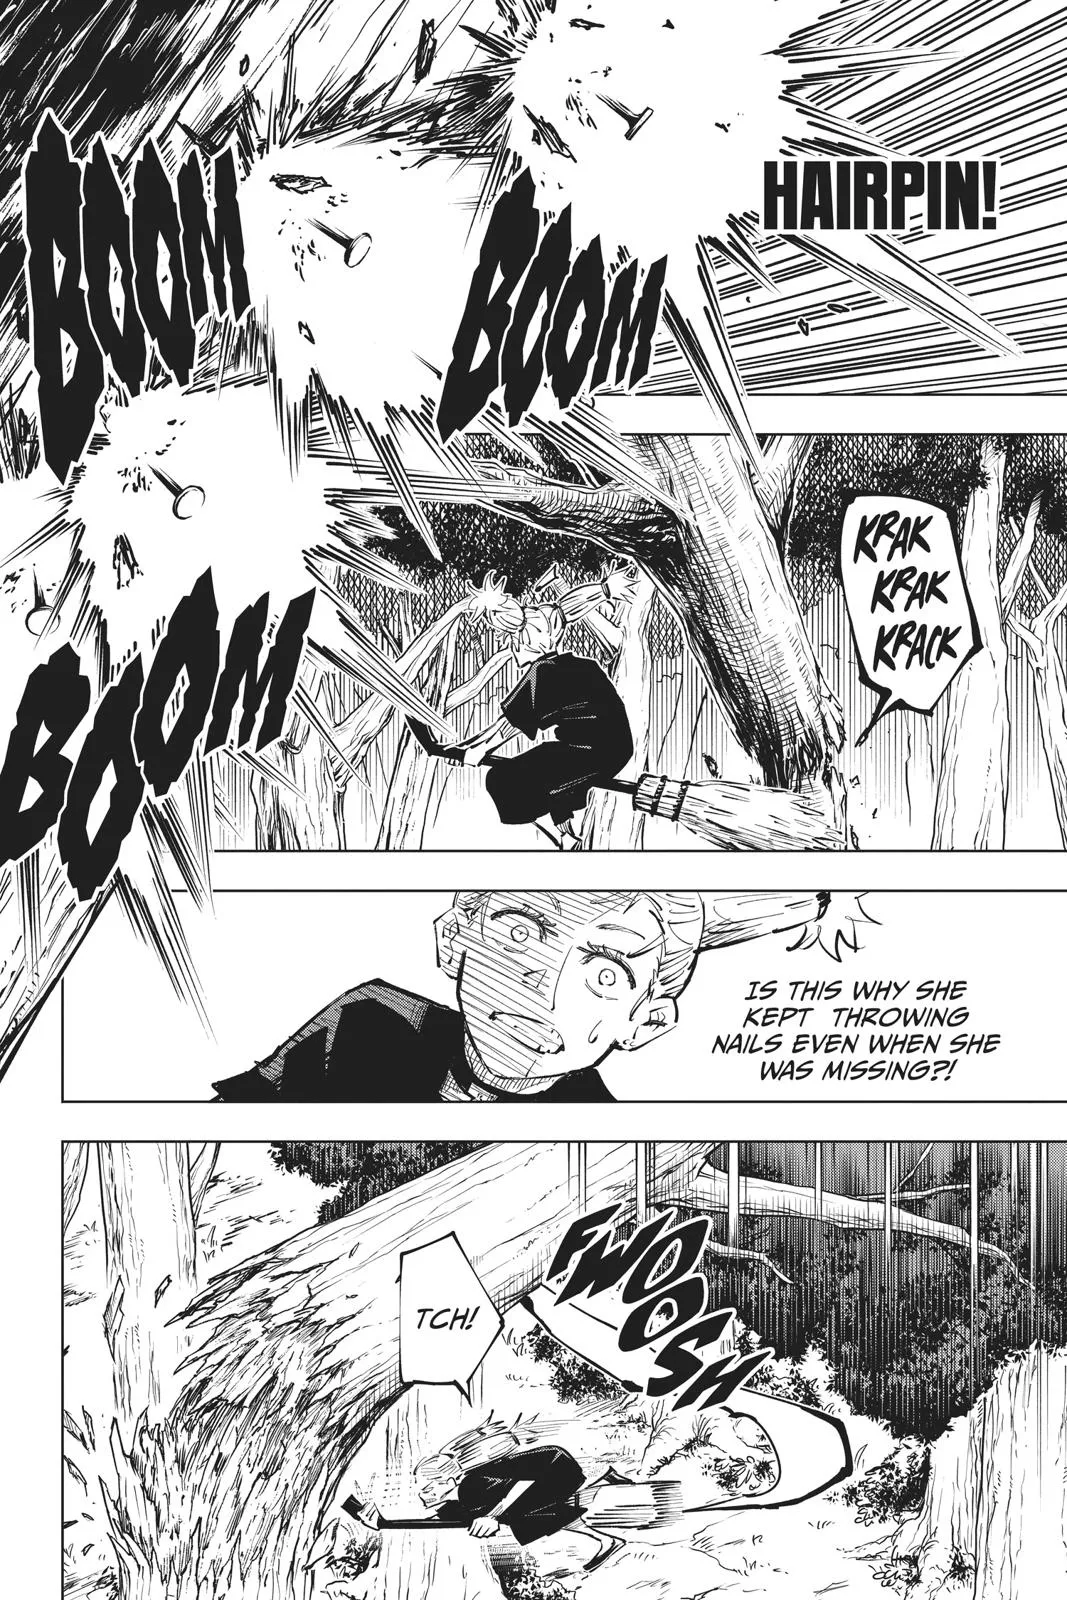 HAIRPIN!
BOOM
BOOM
BOOM
KRAK
KRAK
KRACK
IS THIS WHY SHE
KEPT THROWING
NAILS EVEN WHEN SHE
WAS MISSING?!
FWOOOSH
TCH!